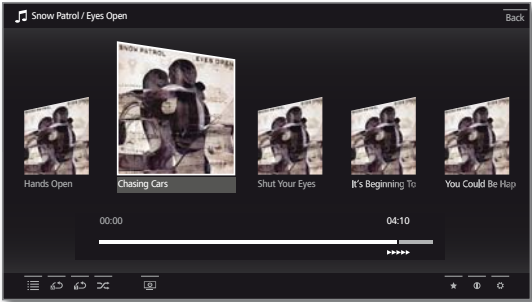 Snow Patrol / Eyes Open
Back
SNOW PATROL EYES OPEN
Hands Open
Chasing Cars
Shut Your Eyes
It's Beginning To
You Could Be Hap
00:00
04:10